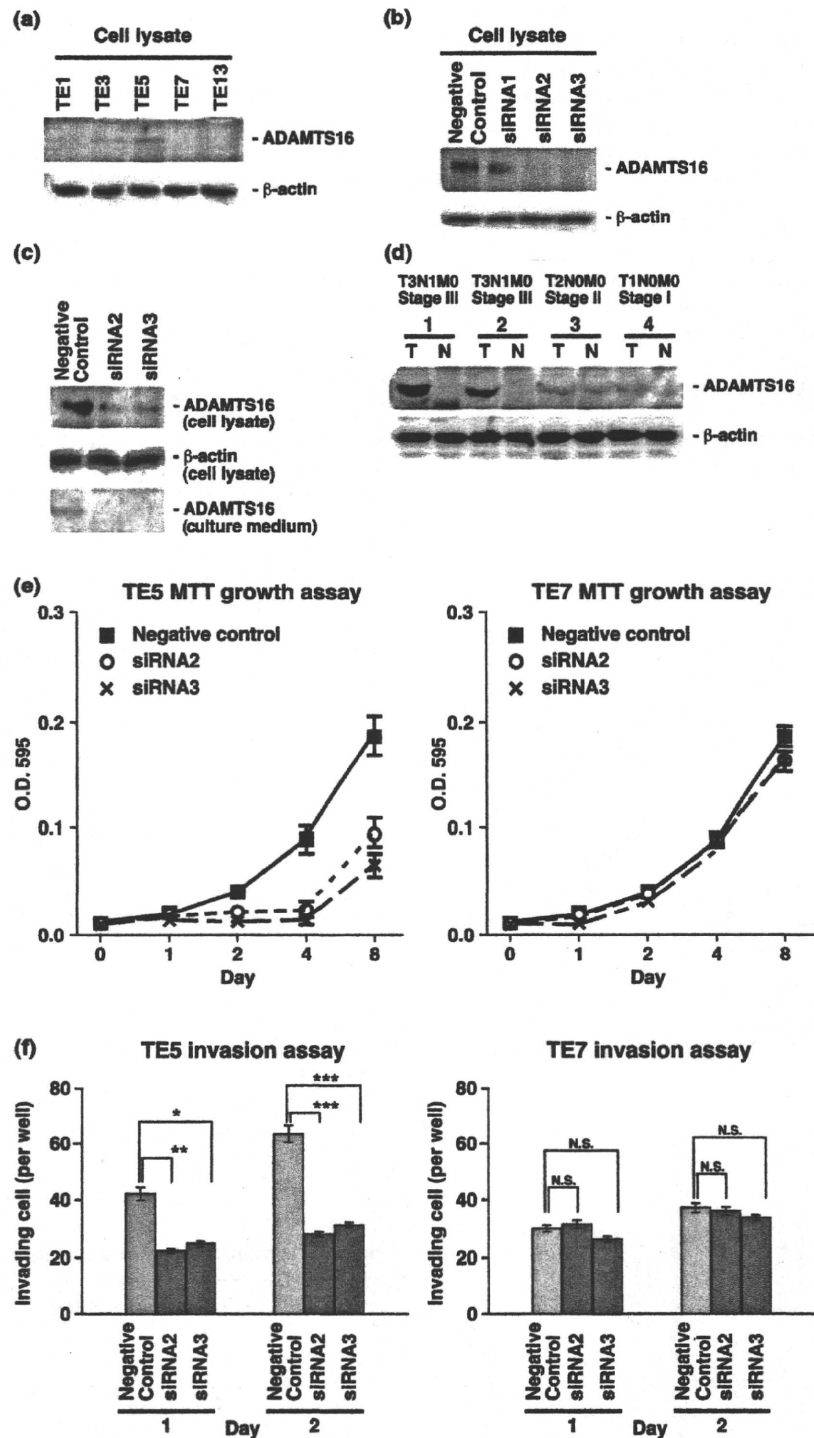 (a)
Cell lysate
TE1 TE3 TE5 TE7 TE13
- ADAMTS16
- β-actin
(b)
Cell lysate
Negative Control siRNA1 siRNA2 siRNA3
- ADAMTS16
- β-actin
(c)
Negative Control siRNA2 siRNA3
- ADAMTS16
(cell lysate)
- β-actin
(cell lysate)
- ADAMTS16
(culture medium)
(d)
T3N1M0 T3N1M0 T2N0M0 T1N0M0
Stage III Stage III Stage II Stage I
1 2 3 4
T N T N T N T N
- ADAMTS16
- β-actin
(e)
TE5 MTT growth assay
0.3
0.2
0.1
0.0
O.D. 595
Negative control
siRNA2
siRNA3
0 1 2 4 8
Day
TE7 MTT growth assay
0.3
0.2
0.1
0.0
O.D. 595
Negative control
siRNA2
siRNA3
0 1 2 4 8
Day
(f)
TE5 invasion assay
80
60
40
20
0
Invading cell (per well)
*
**
***
***
Negative Control siRNA2 siRNA3 Negative Control siRNA2 siRNA3
1 Day 2
TE7 invasion assay
80
60
40
20
0
Invading cell (per well)
N.S.
N.S.
N.S.
N.S.
Negative Control siRNA2 siRNA3 Negative Control siRNA2 siRNA3
1 Day 2